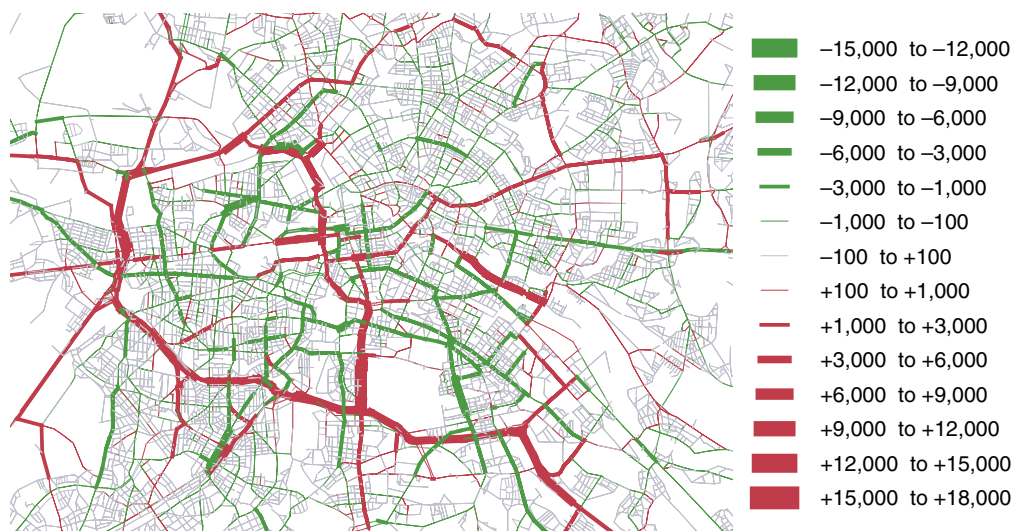 –15,000 to –12,000
–12,000 to –9,000
–9,000 to –6,000
–6,000 to –3,000
–3,000 to –1,000
–1,000 to –100
–100 to +100
+100 to +1,000
+1,000 to +3,000
+3,000 to +6,000
+6,000 to +9,000
+9,000 to +12,000
+12,000 to +15,000
+15,000 to +18,000